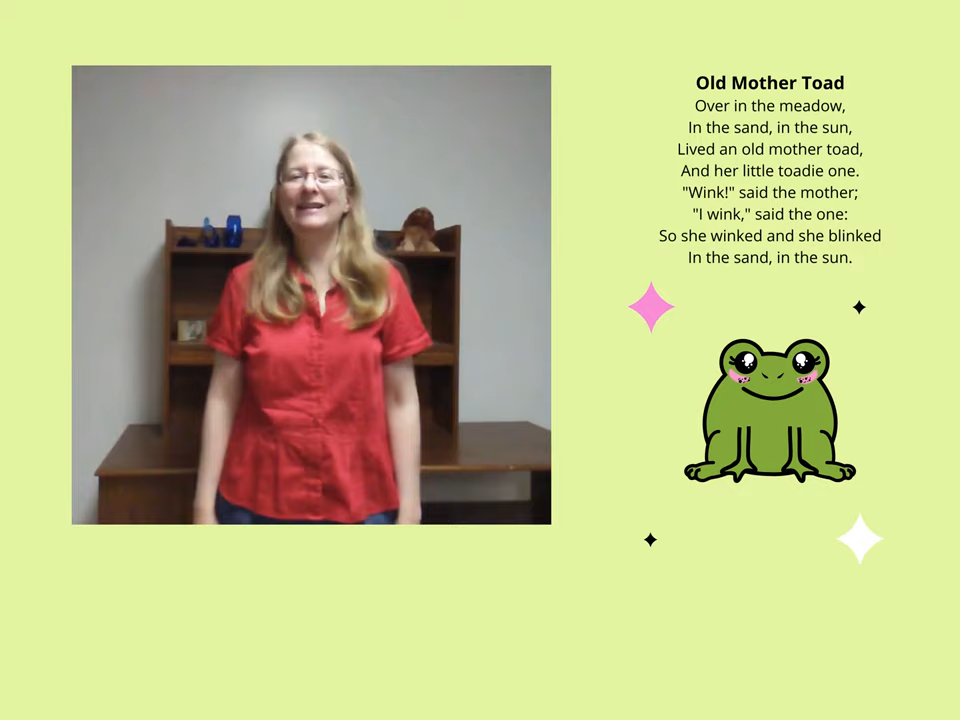 Old Mother Toad
Over in the meadow,
In the sand, in the sun,
Lived an old mother toad,
And her little toadie one.
"Wink!" said the mother;
"I wink," said the one:
So she winked and she blinked
In the sand, in the sun.